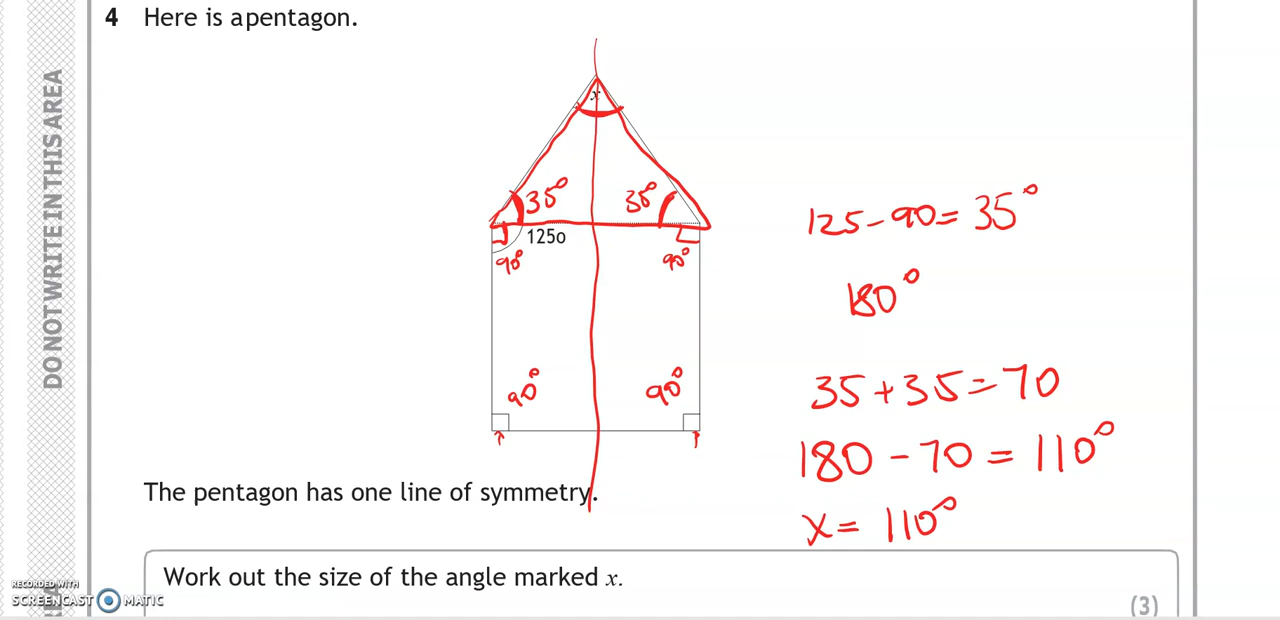 4 Here is apentagon.
DO NOT WRITE IN THIS AREA
x
35° 35°
125o
90° 90°
90° 90°
125-90=35°
180°
35+35=70
180-70=110°
x=110°
The pentagon has one line of symmetry.
Work out the size of the angle marked x.
(3)
RECORDED WITH
SCREENCAST MATIC